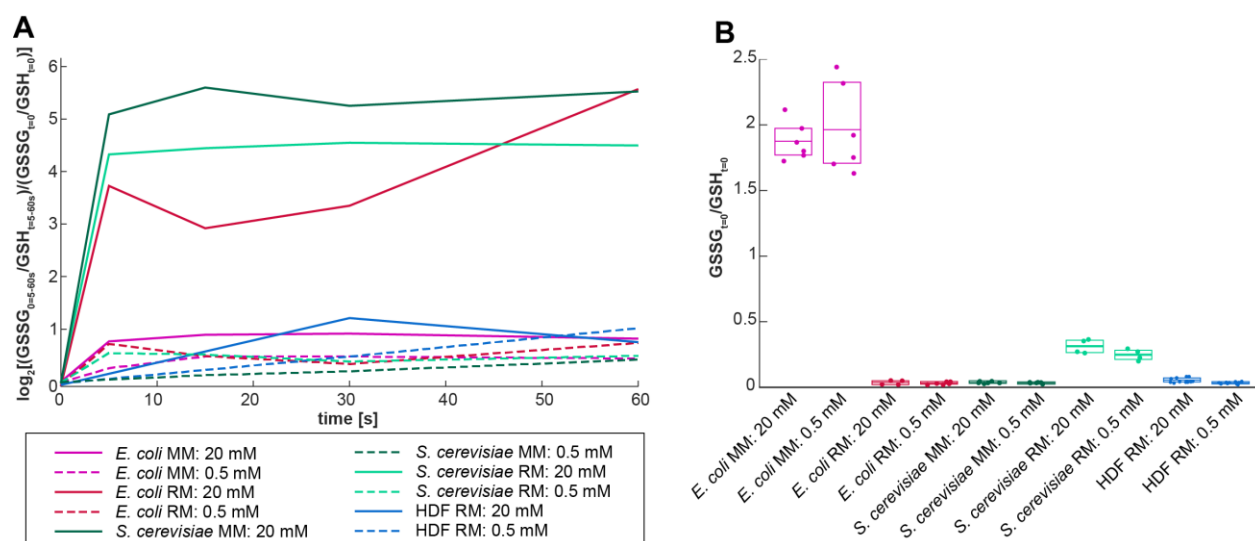 A
log₂[(GSSG₀₌₅₋₆₀ₛ/GSHₜ₌₅₋₆₀ₛ)/(GSSGₜ₌₀/GSHₜ₌₀)]
6
5
4
3
2
1
0
0
10
20
30
40
50
60
time [s]
E. coli MM: 20 mM
E. coli MM: 0.5 mM
E. coli RM: 20 mM
E. coli RM: 0.5 mM
S. cerevisiae MM: 20 mM
S. cerevisiae MM: 0.5 mM
S. cerevisiae RM: 20 mM
S. cerevisiae RM: 0.5 mM
HDF RM: 20 mM
HDF RM: 0.5 mM
B
GSSGₜ₌₀/GSHₜ₌₀
2.5
2
1.5
1
0.5
0
E. coli MM: 20 mM
E. coli MM: 0.5 mM
E. coli RM: 20 mM
E. coli RM: 0.5 mM
S. cerevisiae MM: 20 mM
S. cerevisiae MM: 0.5 mM
S. cerevisiae RM: 20 mM
S. cerevisiae RM: 0.5 mM
HDF RM: 20 mM
HDF RM: 0.5 mM